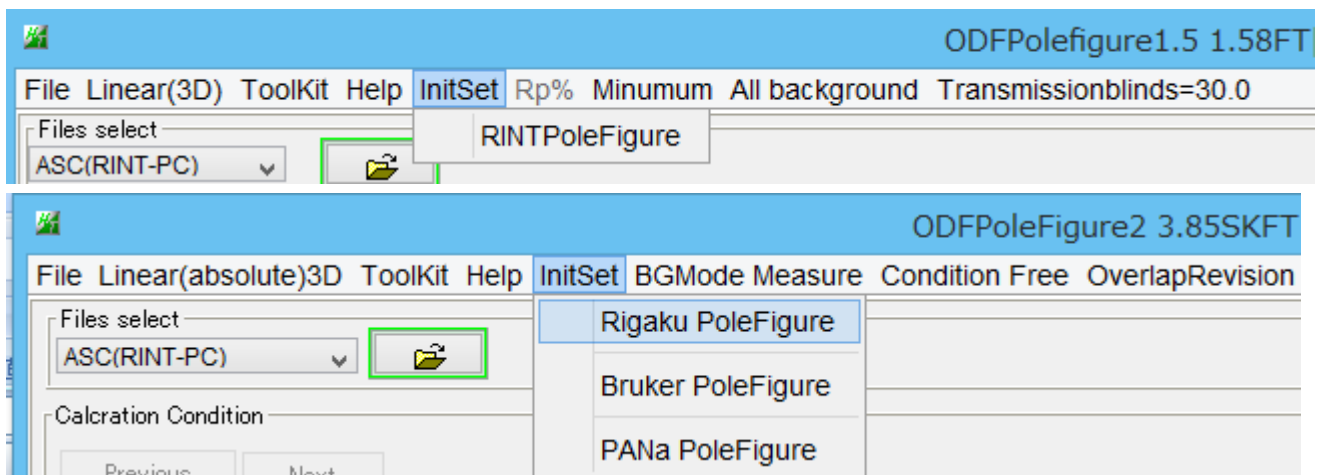 ODFPolefigure1.5 1.58FT
File Linear(3D) ToolKit Help InitSet Rp% Minumum All background Transmissionblinds=30.0
Files select
RINTPoleFigure
ASC(RINT-PC)
ODFPoleFigure2 3.85SKFT
File Linear(absolute)3D ToolKit Help InitSet BGMode Measure Condition Free OverlapRevision
Files select
Rigaku PoleFigure
ASC(RINT-PC)
Bruker PoleFigure
Calcration Condition
PANa PoleFigure
Previous Next